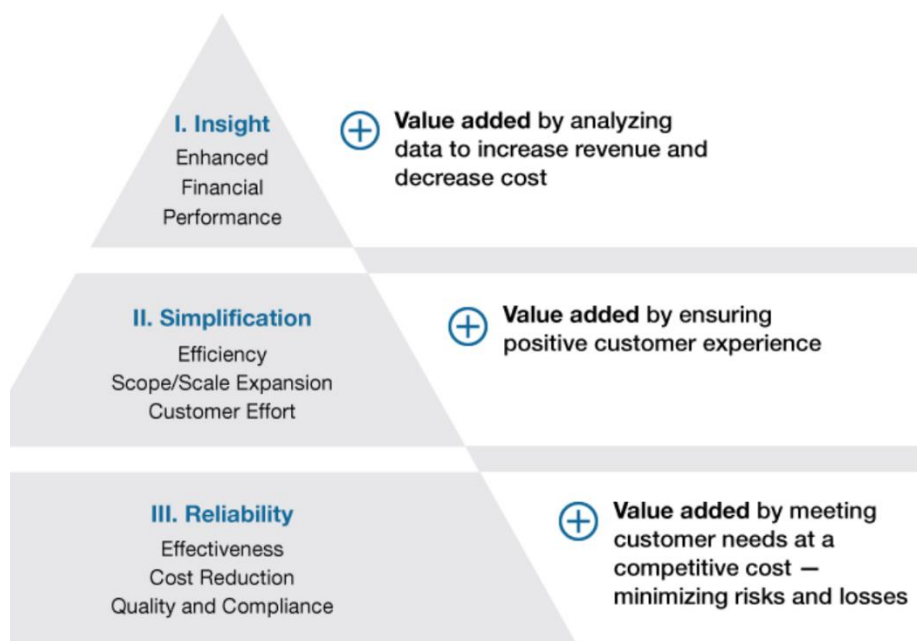 I. Insight
Enhanced
Financial
Performance
Value added by analyzing
data to increase revenue and
decrease cost
II. Simplification
Efficiency
Scope/Scale Expansion
Customer Effort
Value added by ensuring
positive customer experience
III. Reliability
Effectiveness
Cost Reduction
Quality and Compliance
Value added by meeting
customer needs at a
competitive cost —
minimizing risks and losses